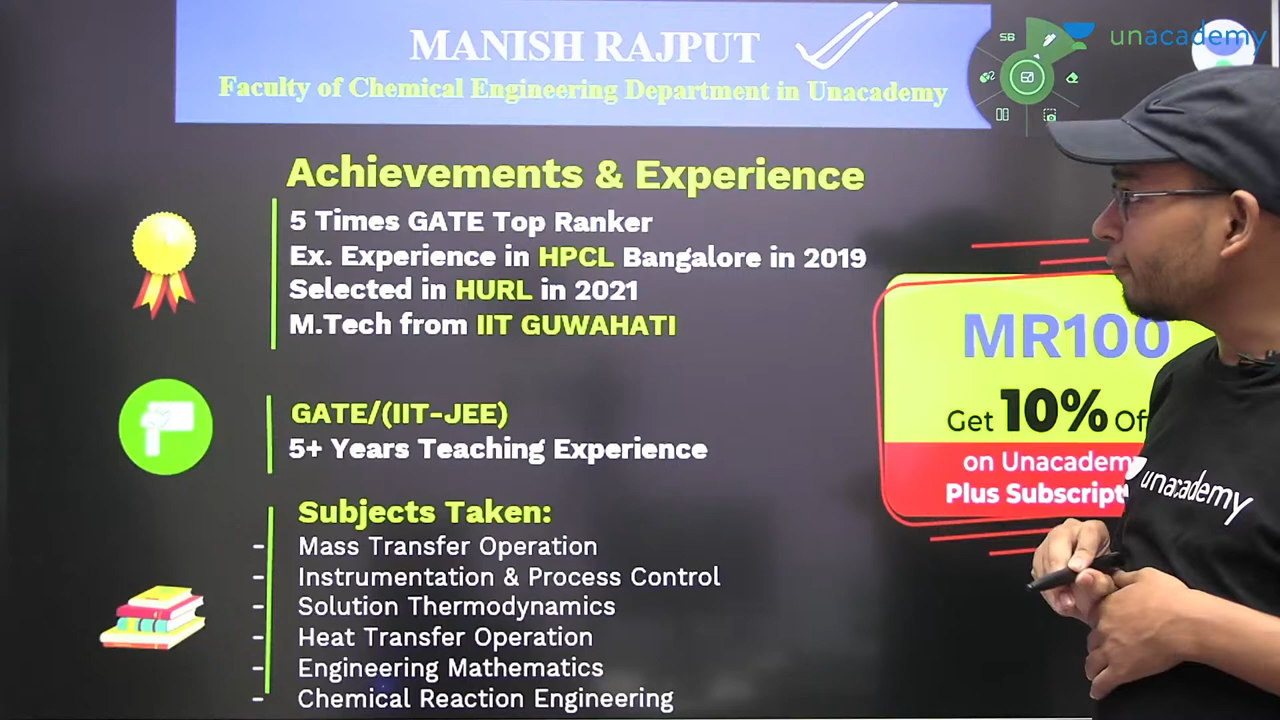 MANISH RAJPUT
Faculty of Chemical Engineering Department in Unacademy
SB
unacademy
Achievements & Experience
5 Times GATE Top Ranker
Ex. Experience in HPCL Bangalore in 2019
Selected in HURL in 2021
M.Tech from IIT GUWAHATI
MR100
Get 10% Of
on Unacadem
Plus Subscript
GATE/(IIT-JEE)
5+ Years Teaching Experience
unacademy
Subjects Taken:
- Mass Transfer Operation
- Instrumentation & Process Control
- Solution Thermodynamics
- Heat Transfer Operation
- Engineering Mathematics
- Chemical Reaction Engineering